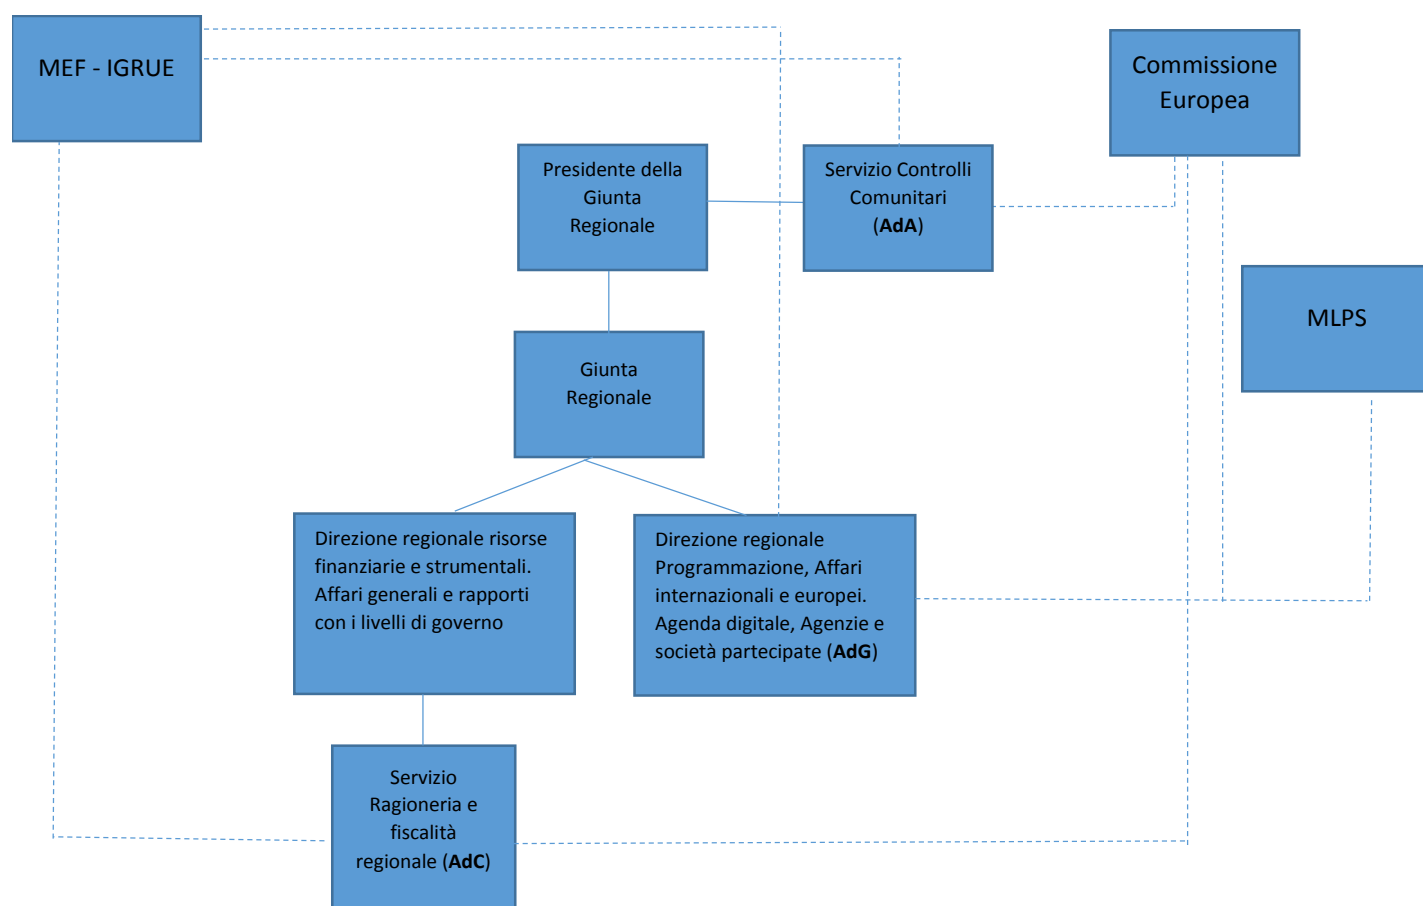 MEF - IGRUE
Commissione
Europea
Presidente della
Giunta
Regionale
Servizio Controlli
Comunitari
(AdA)
MLPS
Giunta
Regionale
Direzione regionale risorse
finanziarie e strumentali.
Affari generali e rapporti
con i livelli di governo
Direzione regionale
Programmazione, Affari
internazionali e europei.
Agenda digitale, Agenzie e
società partecipate (AdG)
Servizio
Ragioneria e
fiscalità
regionale (AdC)